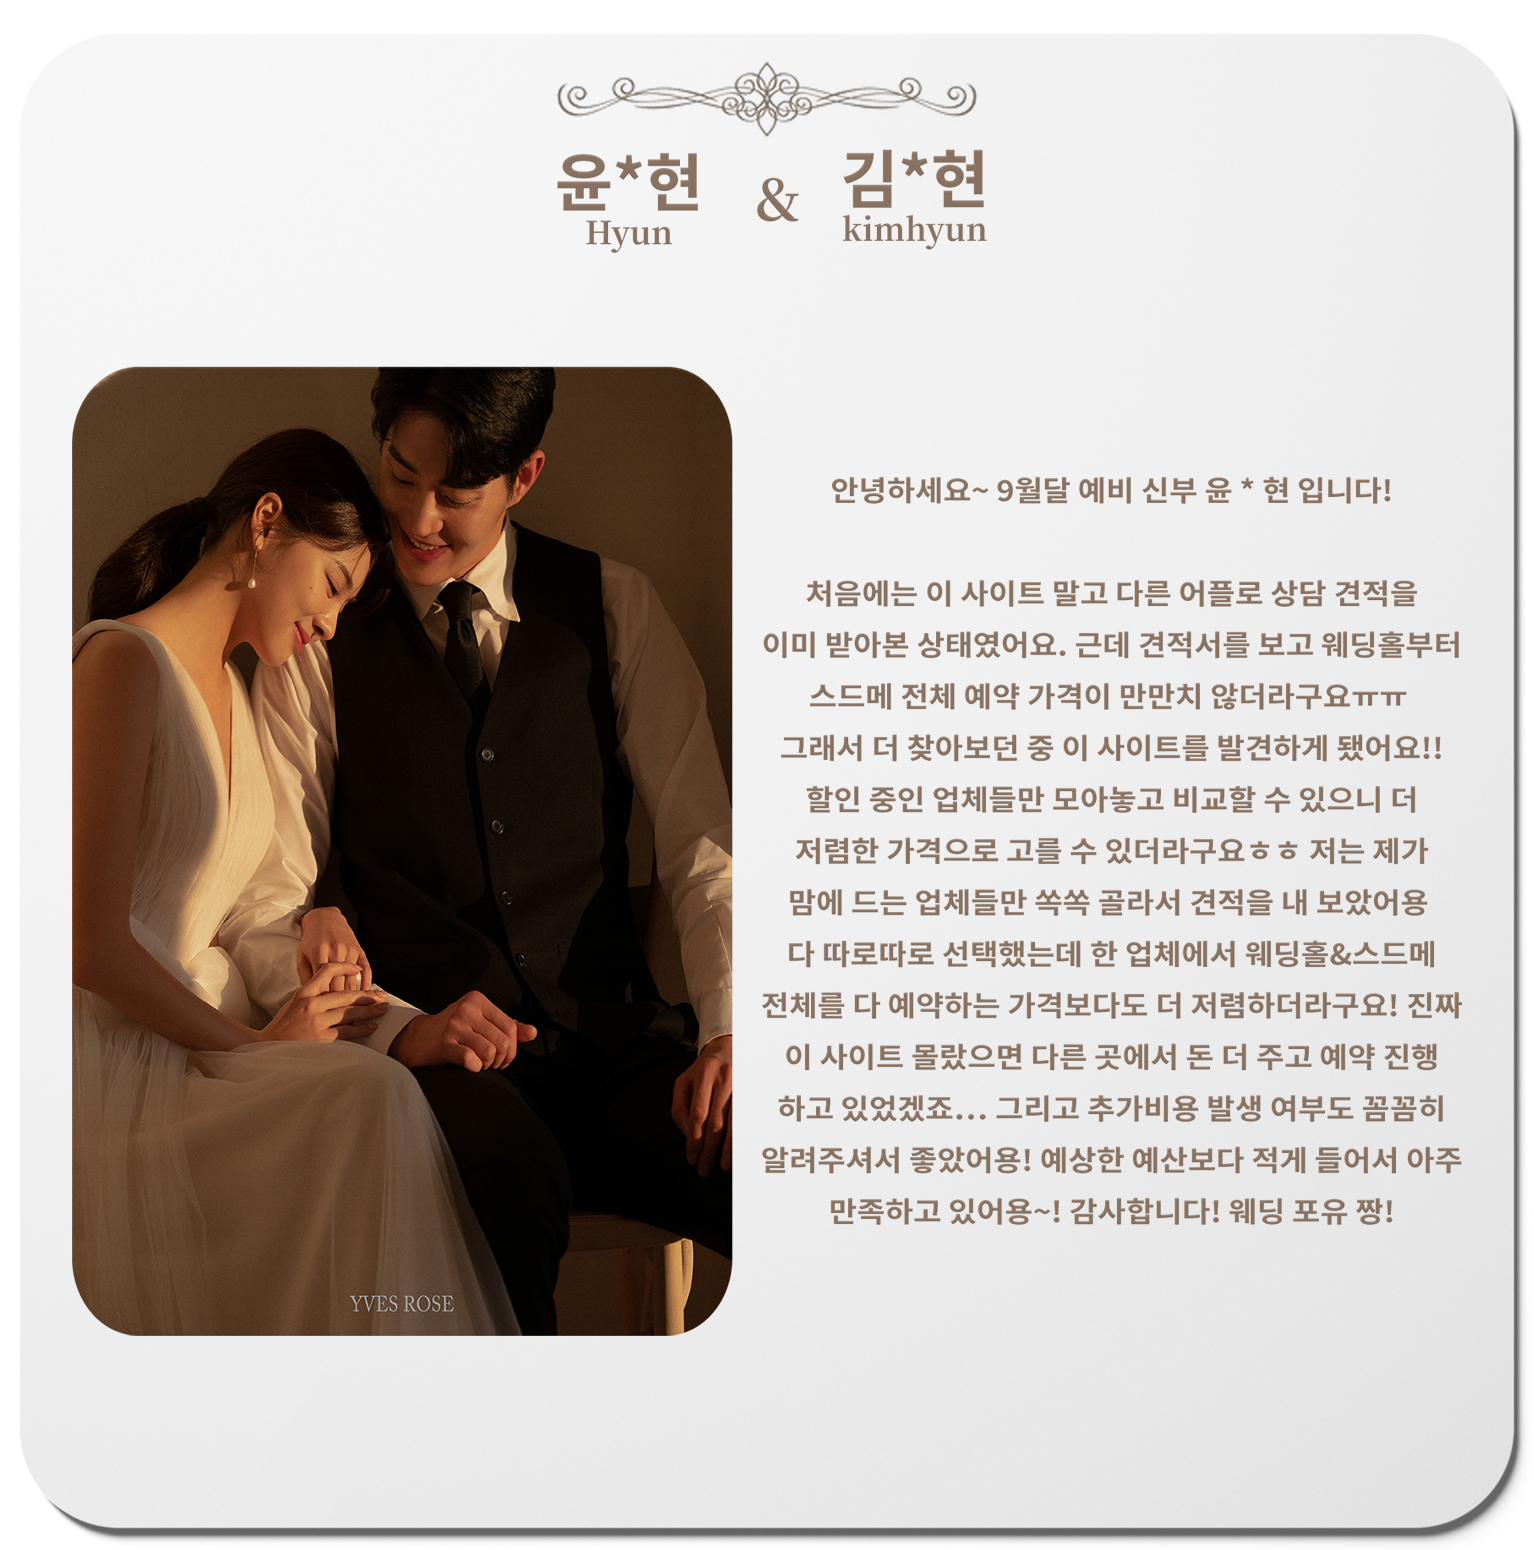 윤*현 & 김*현
Hyun kimhyun
안녕하세요~ 9월달 예비 신부 윤 * 현 입니다!
처음에는 이 사이트 말고 다른 어플로 상담 견적을
이미 받아본 상태였어요. 근데 견적서를 보고 웨딩홀부터
스드메 전체 예약 가격이 만만치 않더라구요ㅠㅠ
그래서 더 찾아보던 중 이 사이트를 발견하게 됐어요!!
할인 중인 업체들만 모아놓고 비교할 수 있으니 더
저렴한 가격으로 고를 수 있더라구요ㅎㅎ 저는 제가
맘에 드는 업체들만 쏙쏙 골라서 견적을 내 보았어용
다 따로따로 선택했는데 한 업체에서 웨딩홀&스드메
전체를 다 예약하는 가격보다도 더 저렴하더라구요! 진짜
이 사이트 몰랐으면 다른 곳에서 돈 더 주고 예약 진행
하고 있었겠죠... 그리고 추가비용 발생 여부도 꼼꼼히
알려주셔서 좋았어용! 예상한 예산보다 적게 들어서 아주
만족하고 있어용~! 감사합니다! 웨딩 포유 짱!
YVES ROSE